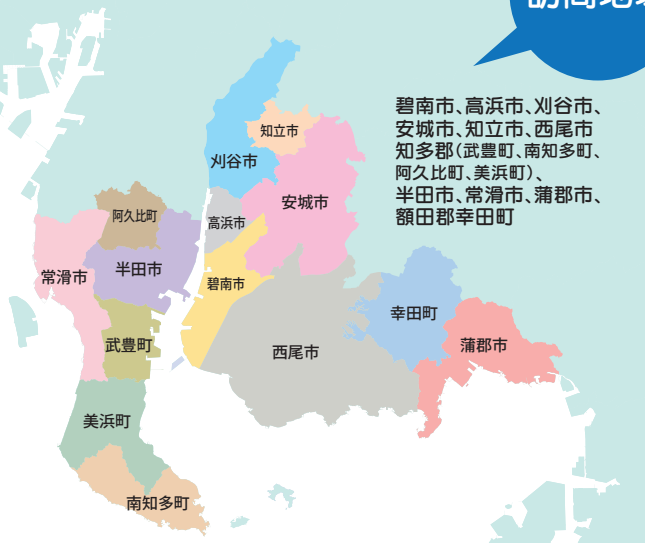 訪問地域
碧南市、高浜市、刈谷市、
安城市、知立市、西尾市
知多郡(武豊町、南知多町、
阿久比町、美浜町)、
半田市、常滑市、蒲郡市、
額田郡幸田町
知立市
刈谷市
安城市
阿久比町
高浜市
半田市
常滑市
碧南市
幸田町
武豊町
西尾市
蒲郡市
美浜町
南知多町